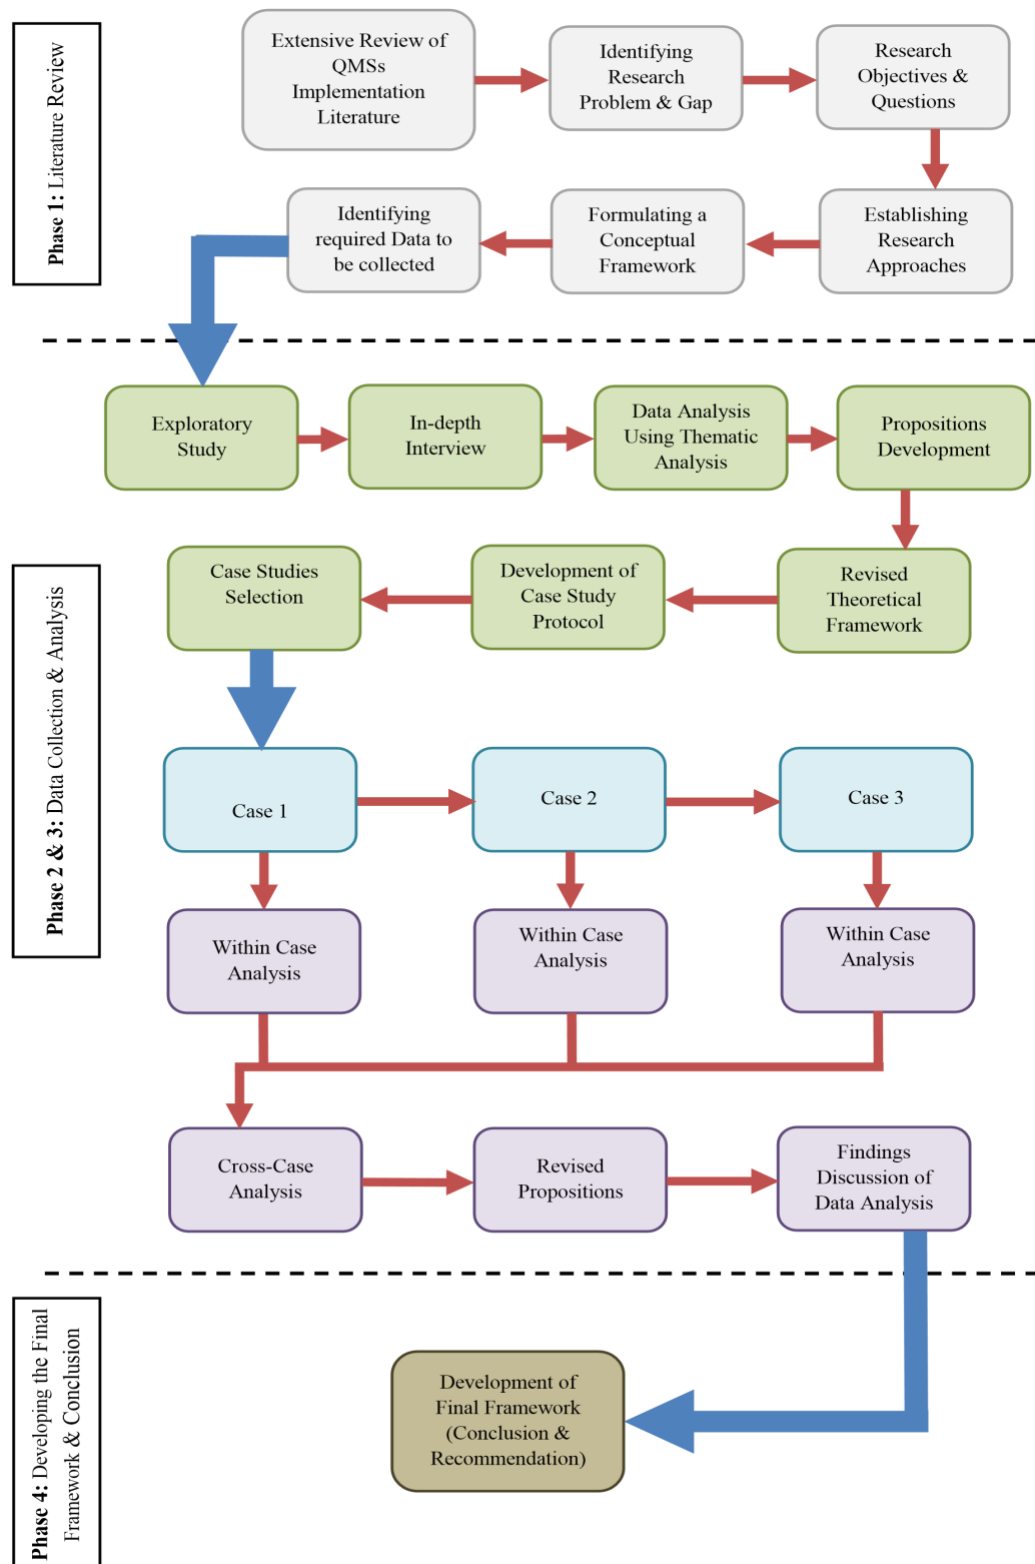 Phase 1: Literature Review
Extensive Review of
QMSs
Implementation
Literature
Identifying
Research
Problem & Gap
Research
Objectives &
Questions
Establishing
Research
Approaches
Formulating a
Conceptual
Framework
Identifying
required Data to
be collected
Phase 2 & 3: Data Collection & Analysis
Exploratory
Study
In-depth
Interview
Data Analysis
Using Thematic
Analysis
Propositions
Development
Revised
Theoretical
Framework
Development of
Case Study
Protocol
Case Studies
Selection
Case 1
Case 2
Case 3
Within Case
Analysis
Within Case
Analysis
Within Case
Analysis
Cross-Case
Analysis
Revised
Propositions
Findings
Discussion of
Data Analysis
Phase 4: Developing the Final
Framework & Conclusion
Development of
Final Framework
(Conclusion &
Recommendation)